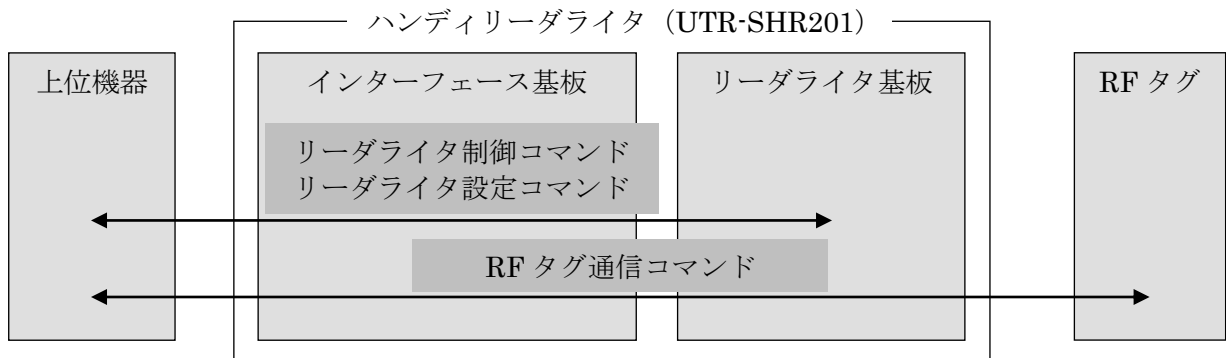 ハンディリーダライタ（UTR-SHR201）
上位機器
インターフェース基板
リーダライタ基板
RF タグ
リーダライタ制御コマンド
リーダライタ設定コマンド
RF タグ通信コマンド